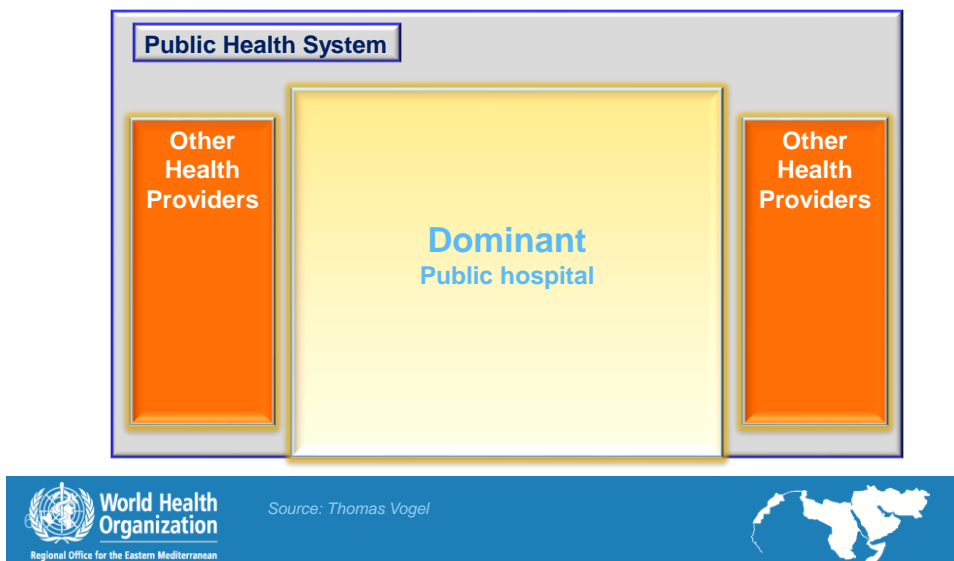 Public Health System
Other
Health
Providers
Dominant
Public hospital
Other
Health
Providers
6
World Health
Organization
Regional Office for the Eastern Mediterranean
Source: Thomas Vogel